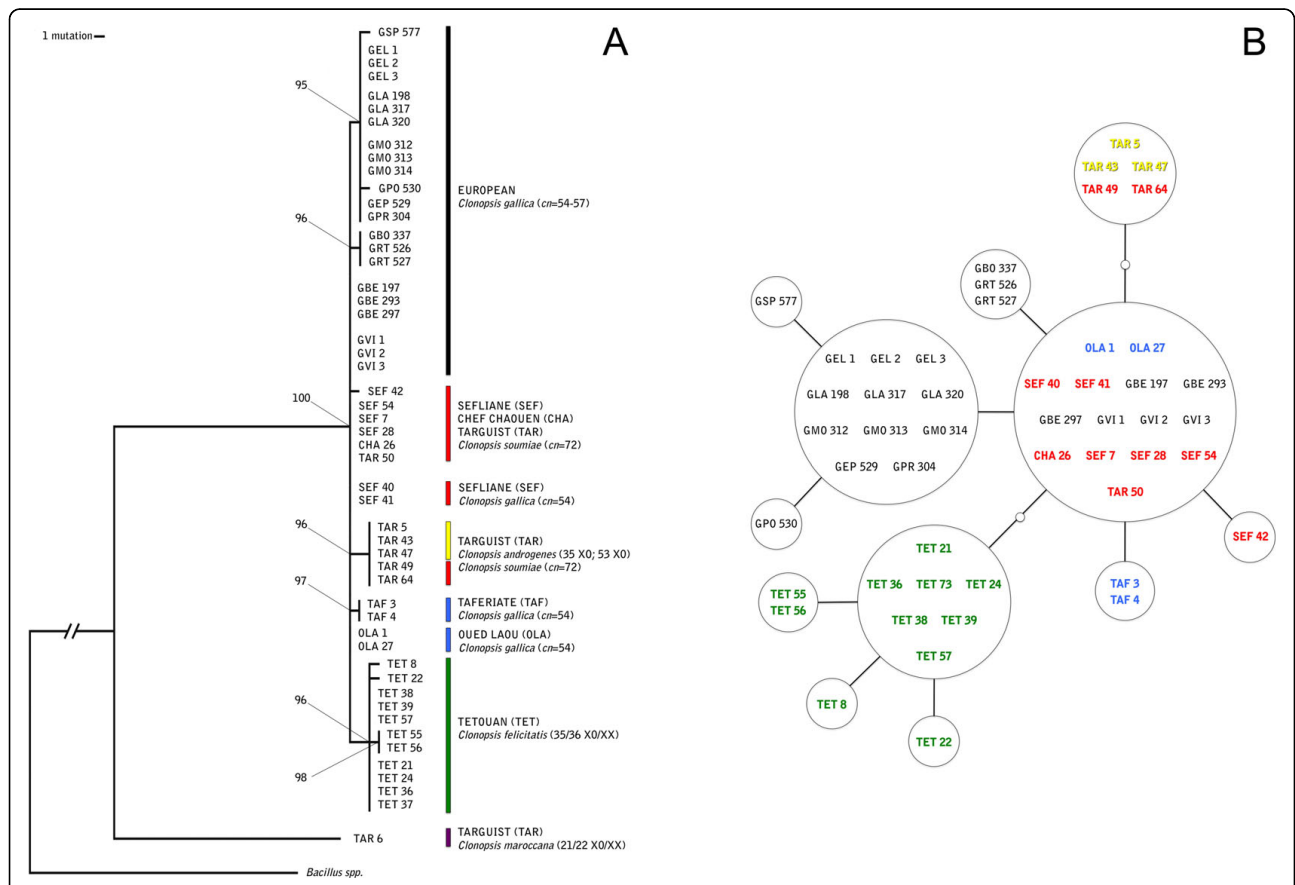 1 mutation
A
GSP 577
GEL 1
GEL 2
GEL 3
95
GLA 198
GLA 317
GLA 320
GMO 312
GMO 313
GMO 314
GPO 530
GEP 529
GPR 304
EUROPEAN
Clonopsis gallica (cn=54-57)
96
GBO 337
GRT 526
GRT 527
GBE 197
GBE 293
GBE 297
GVI 1
GVI 2
GVI 3
100
SEF 42
SEF 54
SEF 7
SEF 28
CHA 26
TAR 50
SEFLIANE (SEF)
CHEF CHAOUEN (CHA)
TARGUIST (TAR)
Clonopsis soumiae (cn=72)
SEF 40
SEF 41
SEFLIANE (SEF)
Clonopsis gallica (cn=54)
96
TAR 5
TAR 43
TAR 47
TAR 49
TAR 64
TARGUIST (TAR)
Clonopsis androgenes (35 X0; 53 X0)
Clonopsis soumiae (cn=72)
97
TAF 3
TAF 4
TAFERIATE (TAF)
Clonopsis gallica (cn=54)
OLA 1
OLA 27
OUED LAOU (OLA)
Clonopsis gallica (cn=54)
TET 8
TET 22
96
TET 38
TET 39
TET 57
TET 55
TET 56
98
TET 21
TET 24
TET 36
TET 37
TETOUAN (TET)
Clonopsis felicitatis (35/36 X0/XX)
TAR 6
TARGUIST (TAR)
Clonopsis maroccana (21/22 X0/XX)
Bacillus spp.
B
TAR 5
TAR 43 TAR 47
TAR 49 TAR 64
GBO 337
GRT 526
GRT 527
GSP 577
GEL 1 GEL 2 GEL 3
GLA 198 GLA 317 GLA 320
GMO 312 GMO 313 GMO 314
GEP 529 GPR 304
GPO 530
OLA 1 OLA 27
SEF 40 SEF 41 GBE 197 GBE 293
GBE 297 GVI 1 GVI 2 GVI 3
CHA 26 SEF 7 SEF 28 SEF 54
TAR 50
SEF 42
TAF 3
TAF 4
TET 21
TET 36 TET 73 TET 24
TET 38 TET 39
TET 57
TET 55
TET 56
TET 8
TET 22